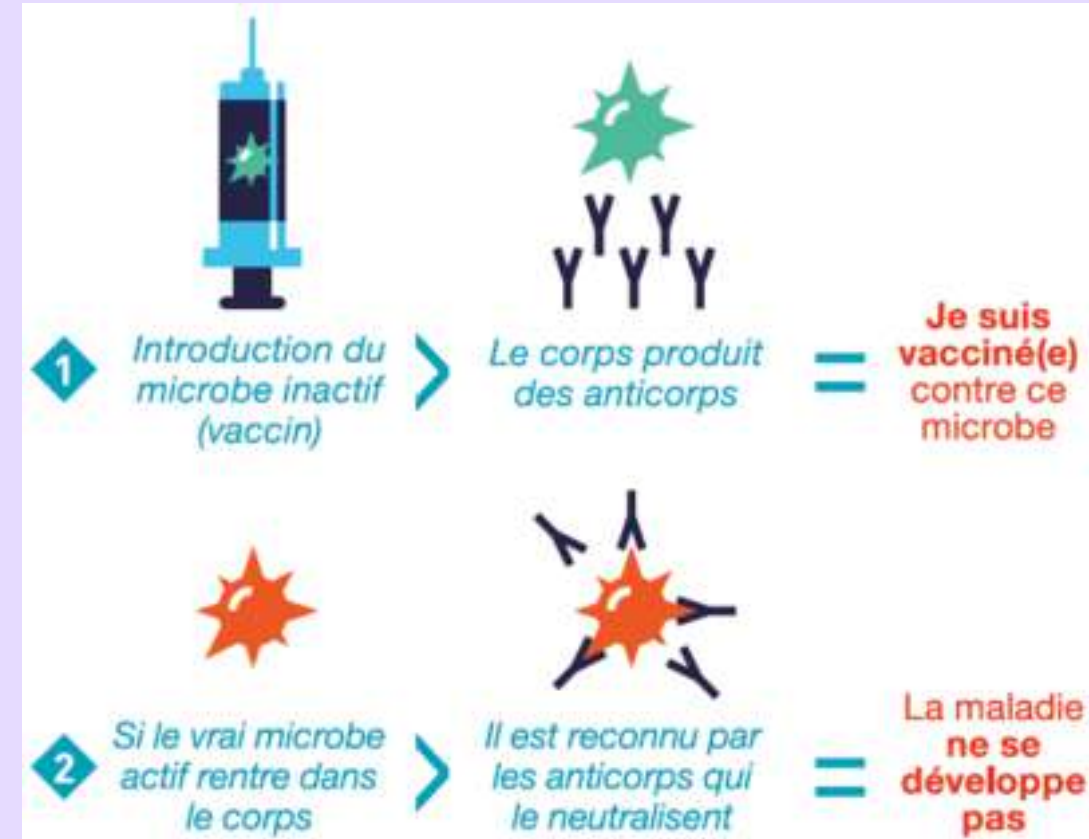 1
Introduction du
microbe inactif
(vaccin)
>
Le corps produit
des anticorps
=
Je suis
vacciné(e)
contre ce
microbe
2
Si le vrai microbe
actif rentre dans
le corps
>
Il est reconnu par
les anticorps qui
le neutralisent
=
La maladie
ne se
développe
pas